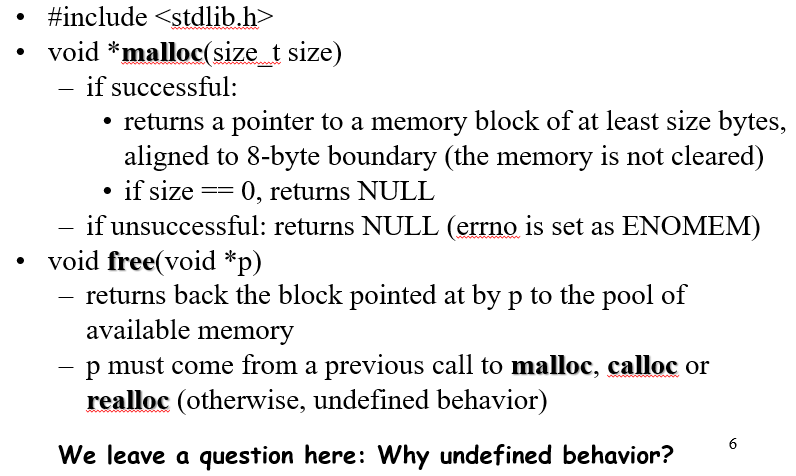 • #include <stdlib.h>
• void *malloc(size_t size)
– if successful:
• returns a pointer to a memory block of at least size bytes,
aligned to 8-byte boundary (the memory is not cleared)
• if size == 0, returns NULL
– if unsuccessful: returns NULL (errno is set as ENOMEM)
• void free(void *p)
– returns back the block pointed at by p to the pool of
available memory
– p must come from a previous call to malloc, calloc or
realloc (otherwise, undefined behavior)
We leave a question here: Why undefined behavior?
6